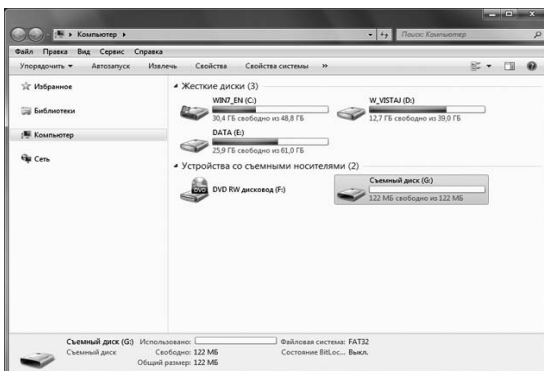 Компьютер
Поиск: Компьютер
Файл Правка Вид Сервис Справка
Упорядочить Автозапуск Извлечь Свойства Свойства системы »
Избранное
Библиотеки
Компьютер
Сеть
Жесткие диски (3)
WIN7_EN (C:)
30,4 ГБ свободно из 48,8 ГБ
W_VISTAJ (D:)
12,7 ГБ свободно из 39,0 ГБ
DATA (E:)
25,9 ГБ свободно из 61,0 ГБ
Устройства со съемными носителями (2)
DVD
DVD RW дисковод (F:)
Съемный диск (G:)
122 МБ свободно из 122 МБ
Съемный диск (G:) Использовано: Файловая система: FAT32
Съемный диск Свободно: 122 МБ Состояние BitLoc... Выкл.
Общий размер: 122 МБ